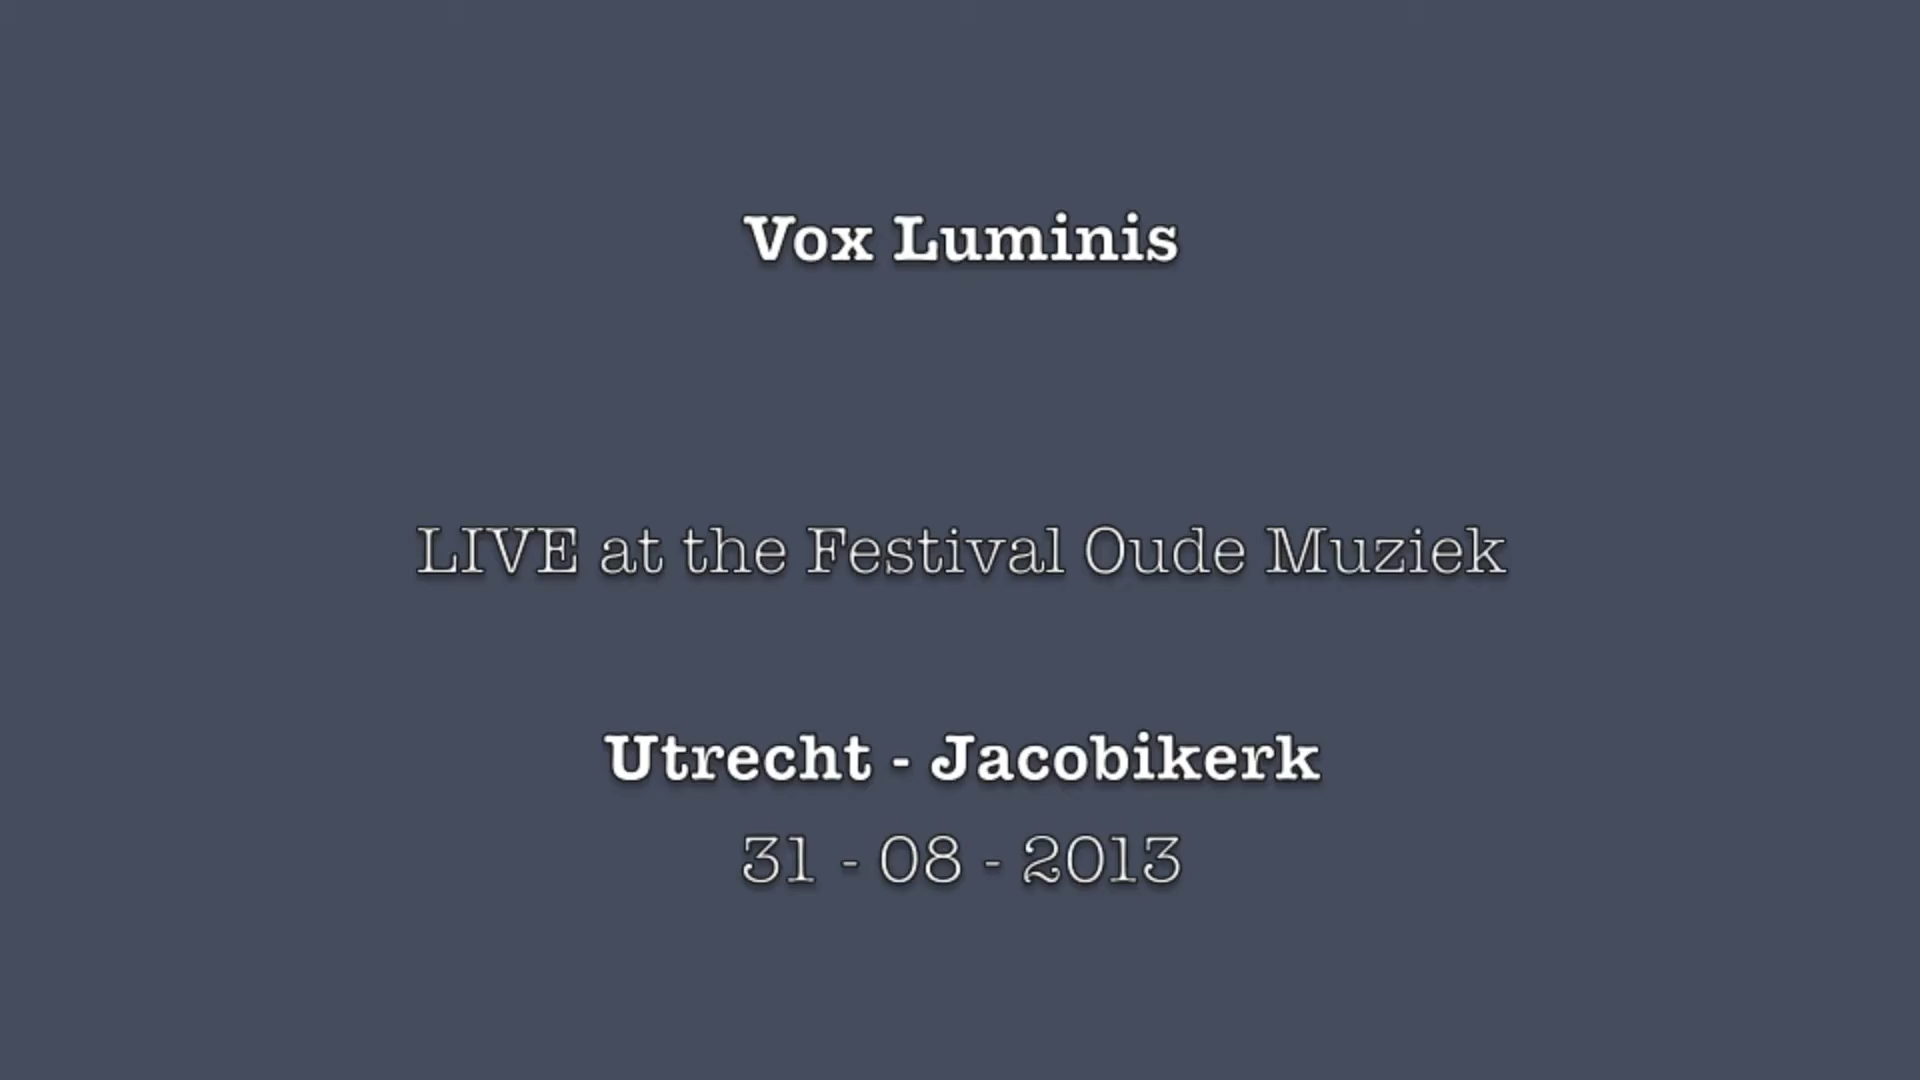 Vox Luminis
LIVE at the Festival Oude Muziek
Utrecht - Jacobikerk
31 - 08 - 2013